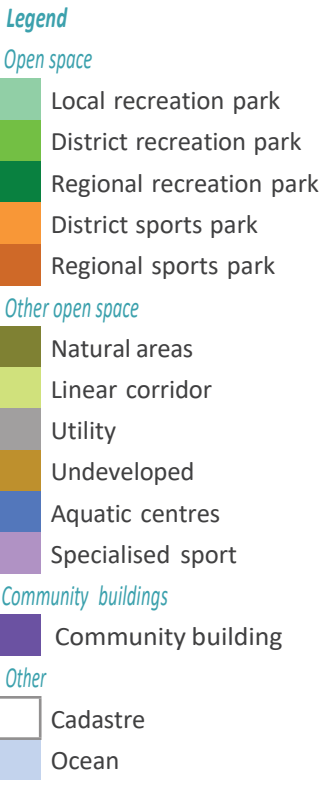 Legend
Open space
Local recreation park
District recreation park
Regional recreation park
District sports park
Regional sports park
Other open space
Natural areas
Linear corridor
Utility
Undeveloped
Aquatic centres
Specialised sport
Community buildings
Community building
Other
Cadastre
Ocean